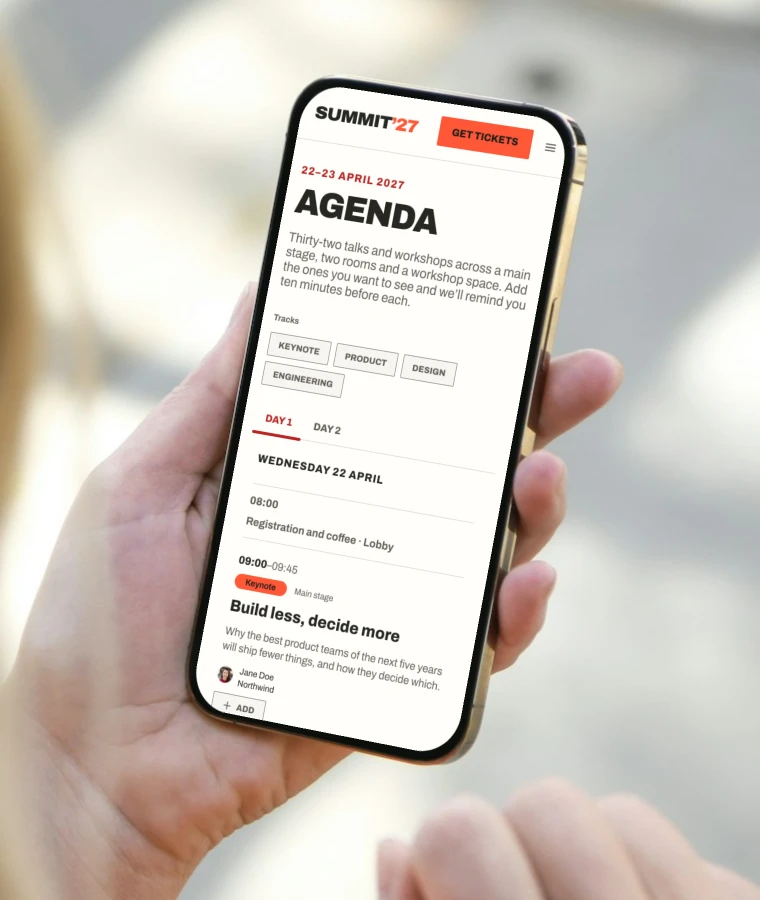 SUMMIT’27
GET TICKETS
22–23 APRIL 2027
AGENDA
Thirty-two talks and workshops across a main
stage, two rooms and a workshop space. Add
the ones you want to see and we’ll remind you
ten minutes before each.
Tracks
KEYNOTE PRODUCT DESIGN
ENGINEERING
DAY 1 DAY 2
WEDNESDAY 22 APRIL
08:00
Registration and coffee · Lobby
09:00–09:45
Keynote Main stage
Build less, decide more
Why the best product teams of the next five years
will ship fewer things, and how they decide which.
Jane Doe
Northwind
+ ADD